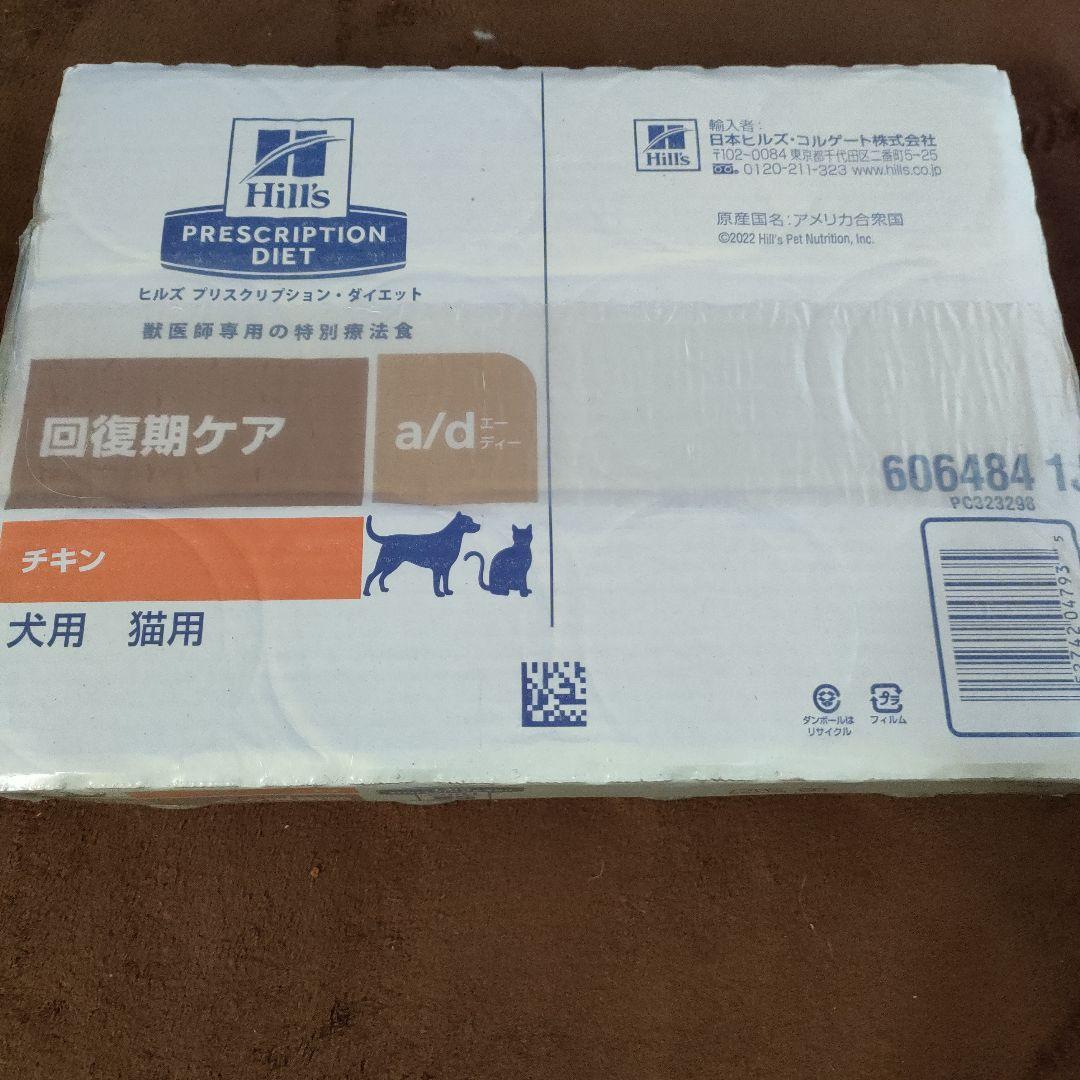 Hill's
PRESCRIPTION
DIET
ヒルズ プリスクリプション・ダイエット
獣医師専用の特別療法食
回復期ケア
a/d エーディー
チキン
犬用 猫用
Hill's
輸入者:
日本ヒルズ・コルゲート株式会社
〒102-0084 東京都千代田区二番町5-25
0120-211-323 www.hills.co.jp
原産国名:アメリカ合衆国
©2022 Hill's Pet Nutrition, Inc.
606484
PC323296
ダンボールは
リサイクル
プラ
フィルム